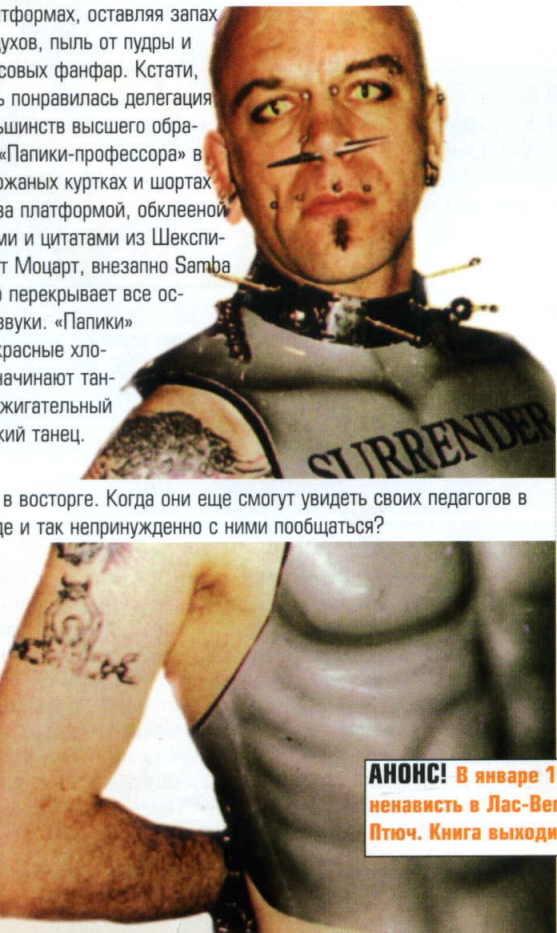 тформах, оставляя запах
духов, пыль от пудры и
совых фанфар. Кстати,
ь понравилась делегация
ьшинств высшего обра-
«Папики-профессора» в
ожаных куртках и шортах
за платформой, обклееной
ми и цитатами из Шекспи-
т Моцарт, внезапно Samba
о перекрывает все ос-
звуки. «Папики»
красные хло-
начинают тан-
жигательный
кий танец.
SURRENDER
в восторге. Когда они еще смогут увидеть своих педагогов в
де и так непринужденно с ними пообщаться?
АНОНС! В январе 1
ненависть в Лас-Ве
Птюч. Книга выходи